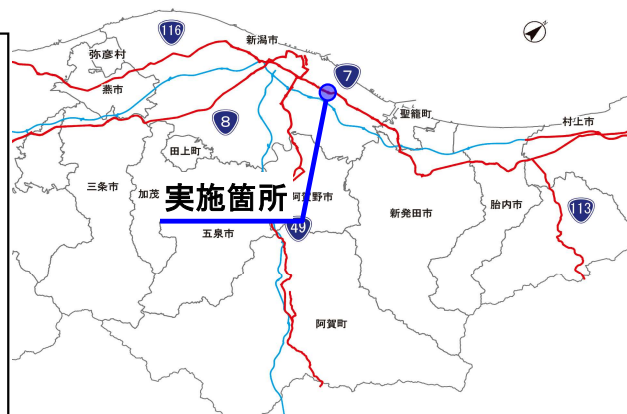 116
新潟市
弥彦村
7
燕市
聖籠町
8
村上市
田上町
三条市
加茂
実施箇所
阿賀野市
新発田市
胎内市
113
49
五泉市
阿賀町